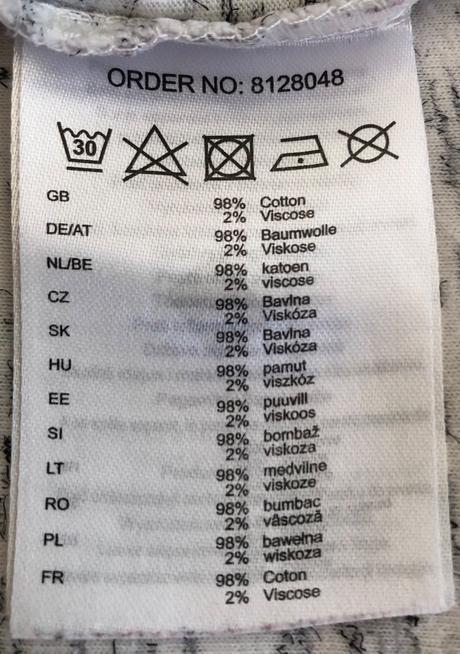 ORDER NO: 8128048
30
GB 98% Cotton
2% Viscose
DE/AT 98% Baumwolle
2% Viskose
NL/BE 98% katoen
2% viscose
CZ 98% Bavlna
2% Viskóza
SK 98% Bavlna
2% Viskóza
HU 98% pamut
2% viszkóz
EE 98% puuvill
2% viskoos
SI 98% bombaž
2% viskoza
LT 98% medvilne
2% viskoze
RO 98% bumbac
2% vâscoză
PL 98% bawełna
2% wiskoza
FR 98% Coton
2% Viscose